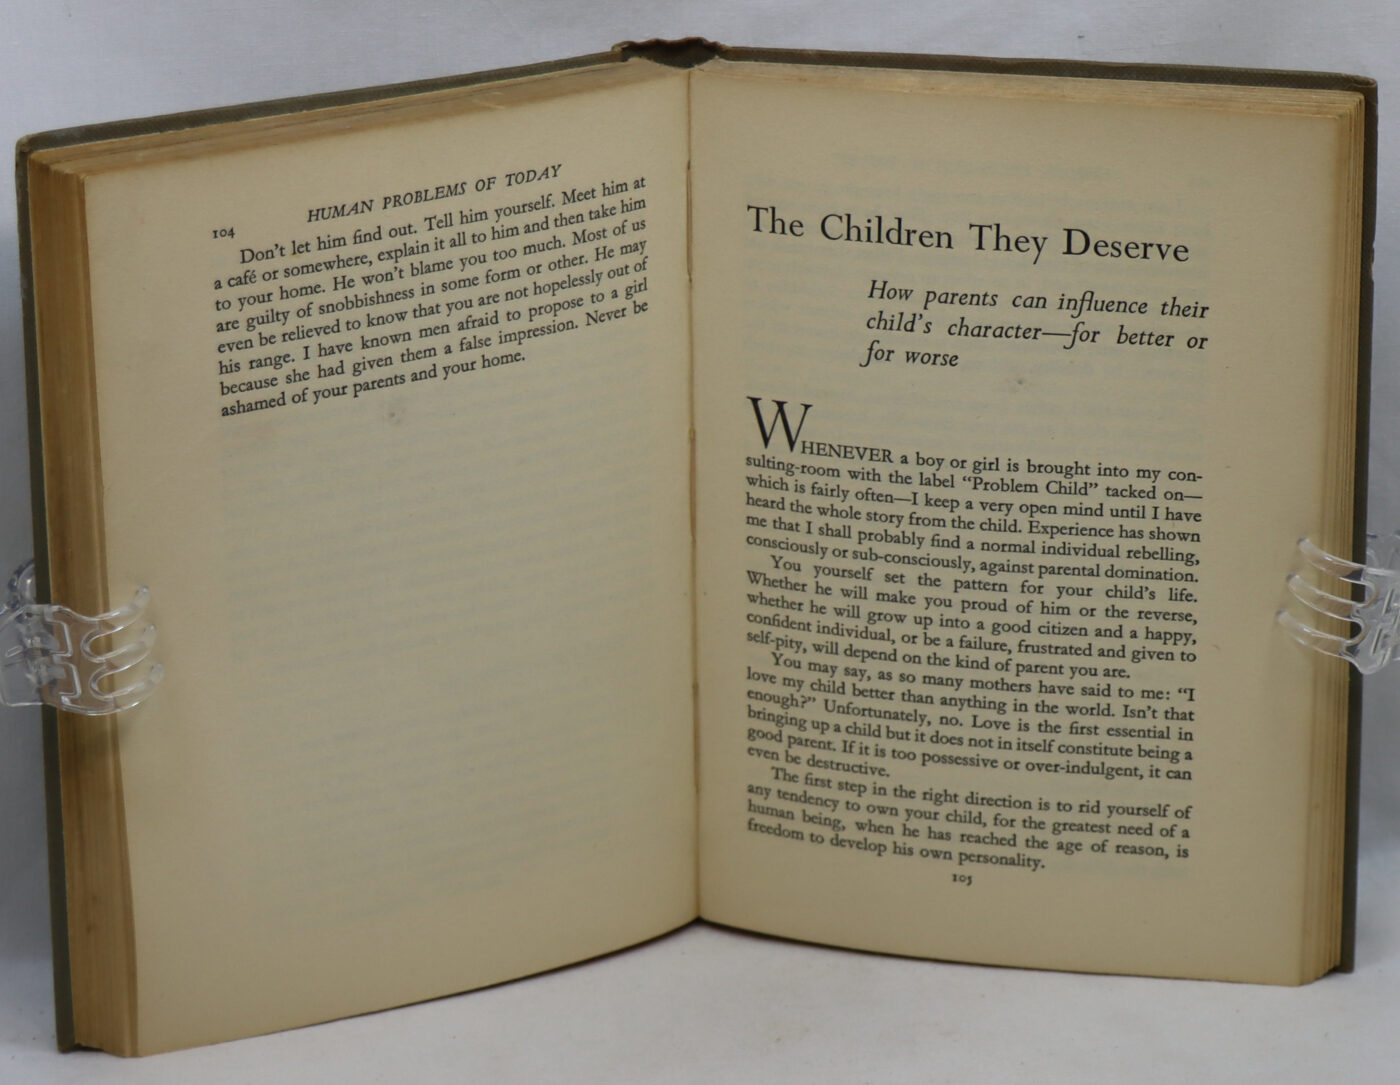 104
HUMAN PROBLEMS OF TODAY
Don't let him find out. Tell him yourself. Meet him at
a café or somewhere, explain it all to him and then take him
to your home. He won't blame you too much. Most of us
are guilty of snobbishness in some form or other. He may
even be relieved to know that you are not hopelessly out of
his range. I have known men afraid to propose to a girl
because she had given them a false impression. Never be
ashamed of your parents and your home.
The Children They Deserve
How parents can influence their
child's character—for better or
for worse
WHENEVER a boy or girl is brought into my con-
sulting-room with the label "Problem Child" tacked on—
which is fairly often—I keep a very open mind until I have
heard the whole story from the child. Experience has shown
me that I shall probably find a normal individual rebelling,
consciously or sub-consciously, against parental domination.
You yourself set the pattern for your child's life.
Whether he will make you proud of him or the reverse,
whether he will grow up into a good citizen and a happy,
confident individual, or be a failure, frustrated and given to
self-pity, will depend on the kind of parent you are.
You may say, as so many mothers have said to me: "I
love my child better than anything in the world. Isn't that
enough?" Unfortunately, no. Love is the first essential in
bringing up a child but it does not in itself constitute being a
good parent. If it is too possessive or over-indulgent, it can
even be destructive.
The first step in the right direction is to rid yourself of
any tendency to own your child, for the greatest need of a
human being, when he has reached the age of reason, is
freedom to develop his own personality.
105